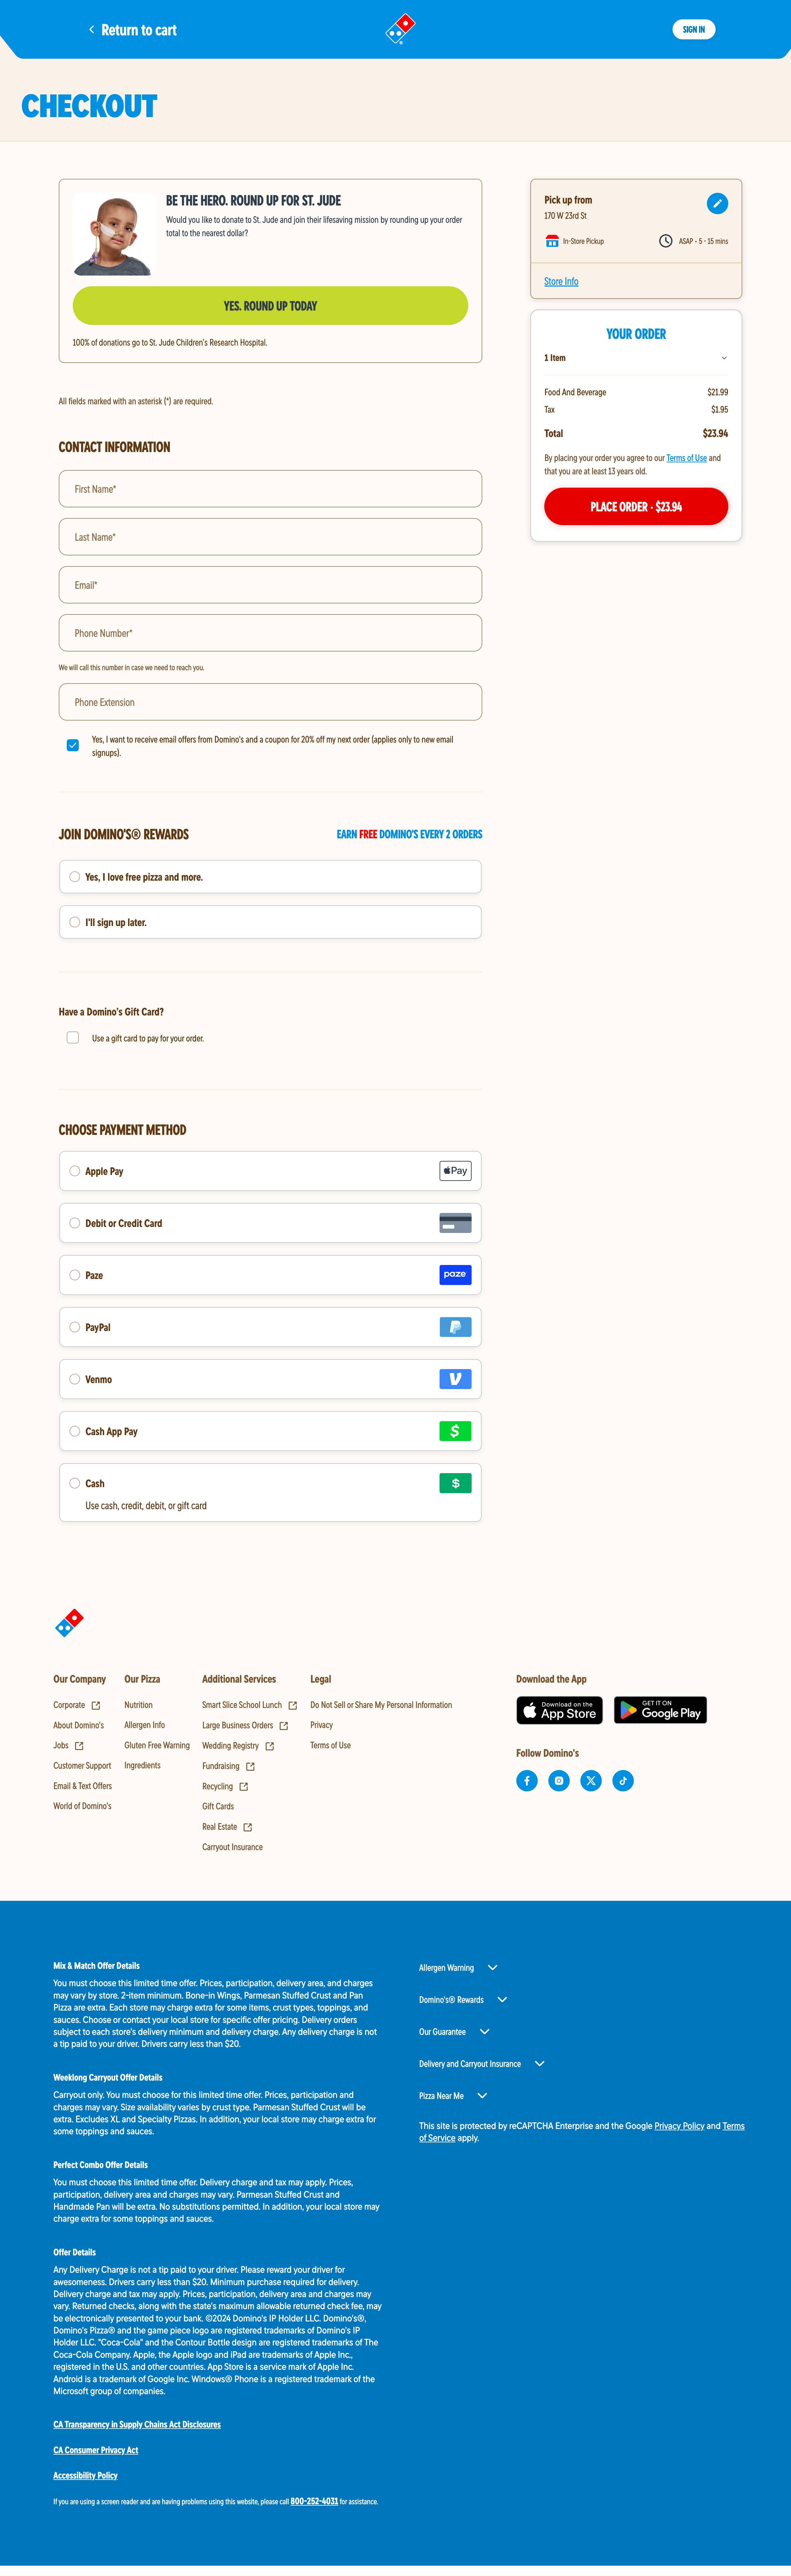 Return to cart
SIGN IN
CHECKOUT
BE THE HERO. ROUND UP FOR ST. JUDE
Would you like to donate to St. Jude and join their lifesaving mission by rounding up your order
total to the nearest dollar?
YES. ROUND UP TODAY
100% of donations go to St. Jude Children's Research Hospital.
All fields marked with an asterisk (*) are required.
CONTACT INFORMATION
First Name*
Last Name*
Email*
Phone Number*
We will call this number in case we need to reach you.
Phone Extension
Yes, I want to receive email offers from Domino's and a coupon for 20% off my next order (applies only to new email
signups).
JOIN DOMINO'S® REWARDS
EARN FREE DOMINO'S EVERY 2 ORDERS
Yes, I love free pizza and more.
I'll sign up later.
Have a Domino's Gift Card?
Use a gift card to pay for your order.
CHOOSE PAYMENT METHOD
Apple Pay
Pay
Debit or Credit Card
Paze
paze
PayPal
Venmo
Cash App Pay
$
Cash
$
Use cash, credit, debit, or gift card
Pick up from
170 W 23rd St
In-Store Pickup
ASAP • 5 - 15 mins
Store Info
YOUR ORDER
1 Item
Food And Beverage $21.99
Tax $1.95
Total $23.94
By placing your order you agree to our Terms of Use and
that you are at least 13 years old.
PLACE ORDER · $23.94
Our Company
Corporate
About Domino's
Jobs
Customer Support
Email & Text Offers
World of Domino's
Our Pizza
Nutrition
Allergen Info
Gluten Free Warning
Ingredients
Additional Services
Smart Slice School Lunch
Large Business Orders
Wedding Registry
Fundraising
Recycling
Gift Cards
Real Estate
Carryout Insurance
Legal
Do Not Sell or Share My Personal Information
Privacy
Terms of Use
Download the App
Download on the
App Store
GET IT ON
Google Play
Follow Domino's
Mix & Match Offer Details
You must choose this limited time offer. Prices, participation, delivery area, and charges
may vary by store. 2-item minimum. Bone-in Wings, Parmesan Stuffed Crust and Pan
Pizza are extra. Each store may charge extra for some items, crust types, toppings, and
sauces. Choose or contact your local store for specific offer pricing. Delivery orders
subject to each store's delivery minimum and delivery charge. Any delivery charge is not
a tip paid to your driver. Drivers carry less than $20.
Weeklong Carryout Offer Details
Carryout only. You must choose for this limited time offer. Prices, participation and
charges may vary. Size availability varies by crust type. Parmesan Stuffed Crust will be
extra. Excludes XL and Specialty Pizzas. In addition, your local store may charge extra for
some toppings and sauces.
Perfect Combo Offer Details
You must choose this limited time offer. Delivery charge and tax may apply. Prices,
participation, delivery area and charges may vary. Parmesan Stuffed Crust and
Handmade Pan will be extra. No substitutions permitted. In addition, your local store may
charge extra for some toppings and sauces.
Offer Details
Any Delivery Charge is not a tip paid to your driver. Please reward your driver for
awesomeness. Drivers carry less than $20. Minimum purchase required for delivery.
Delivery charge and tax may apply. Prices, participation, delivery area and charges may
vary. Returned checks, along with the state's maximum allowable returned check fee, may
be electronically presented to your bank. ©2024 Domino's IP Holder LLC. Domino's®,
Domino's Pizza® and the game piece logo are registered trademarks of Domino's IP
Holder LLC. "Coca-Cola" and the Contour Bottle design are registered trademarks of The
Coca-Cola Company. Apple, the Apple logo and iPad are trademarks of Apple Inc.,
registered in the U.S. and other countries. App Store is a service mark of Apple Inc.
Android is a trademark of Google Inc. Windows® Phone is a registered trademark of the
Microsoft group of companies.
CA Transparency in Supply Chains Act Disclosures
CA Consumer Privacy Act
Accessibility Policy
If you are using a screen reader and are having problems using this website, please call 800-252-4031 for assistance.
Allergen Warning
Domino's® Rewards
Our Guarantee
Delivery and Carryout Insurance
Pizza Near Me
This site is protected by reCAPTCHA Enterprise and the Google Privacy Policy and Terms
of Service apply.